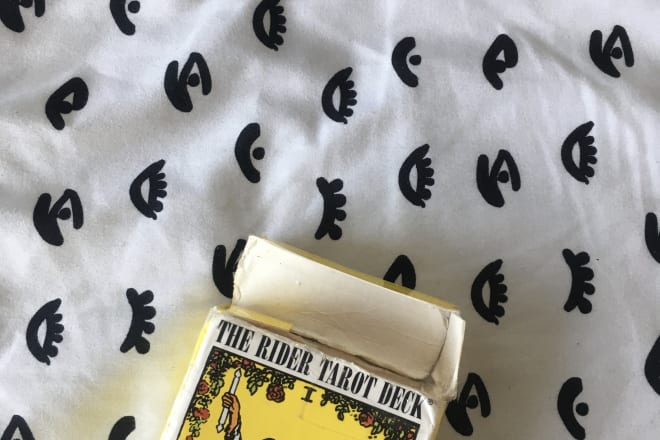 THE RIDER TAROT DECK®
I